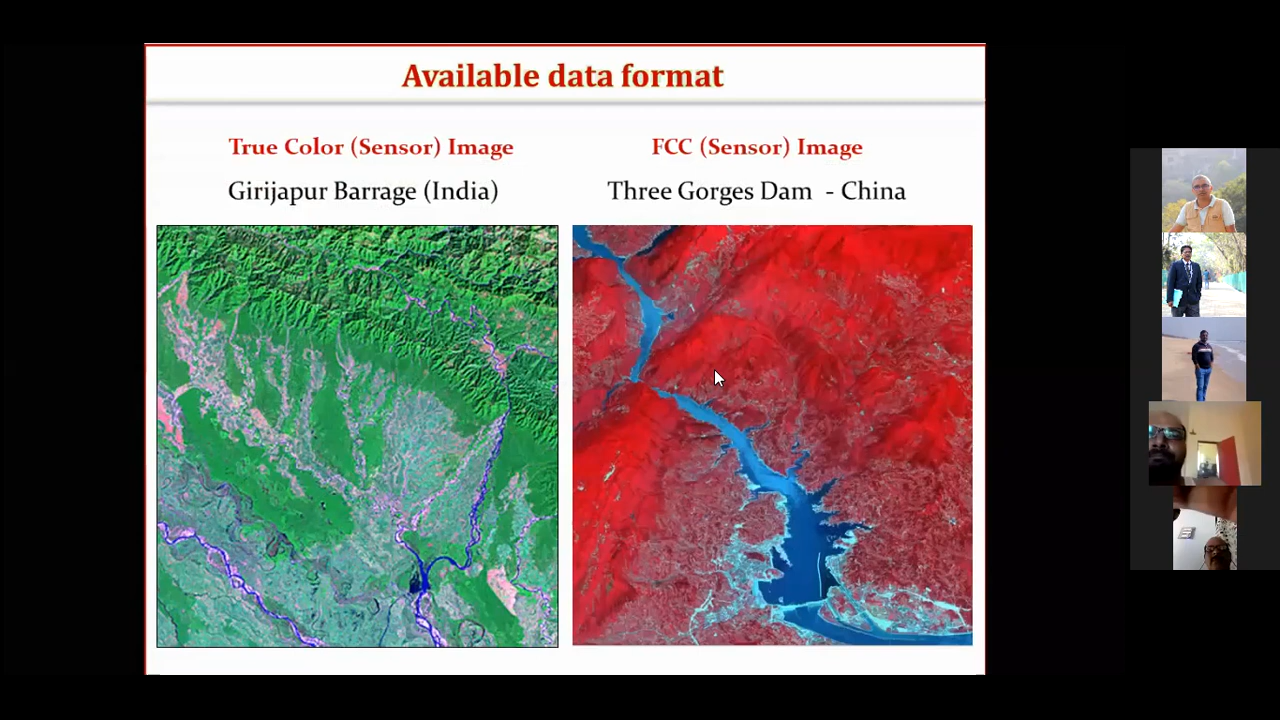 Available data format
True Color (Sensor) Image
FCC (Sensor) Image
Girijapur Barrage (India)
Three Gorges Dam - China